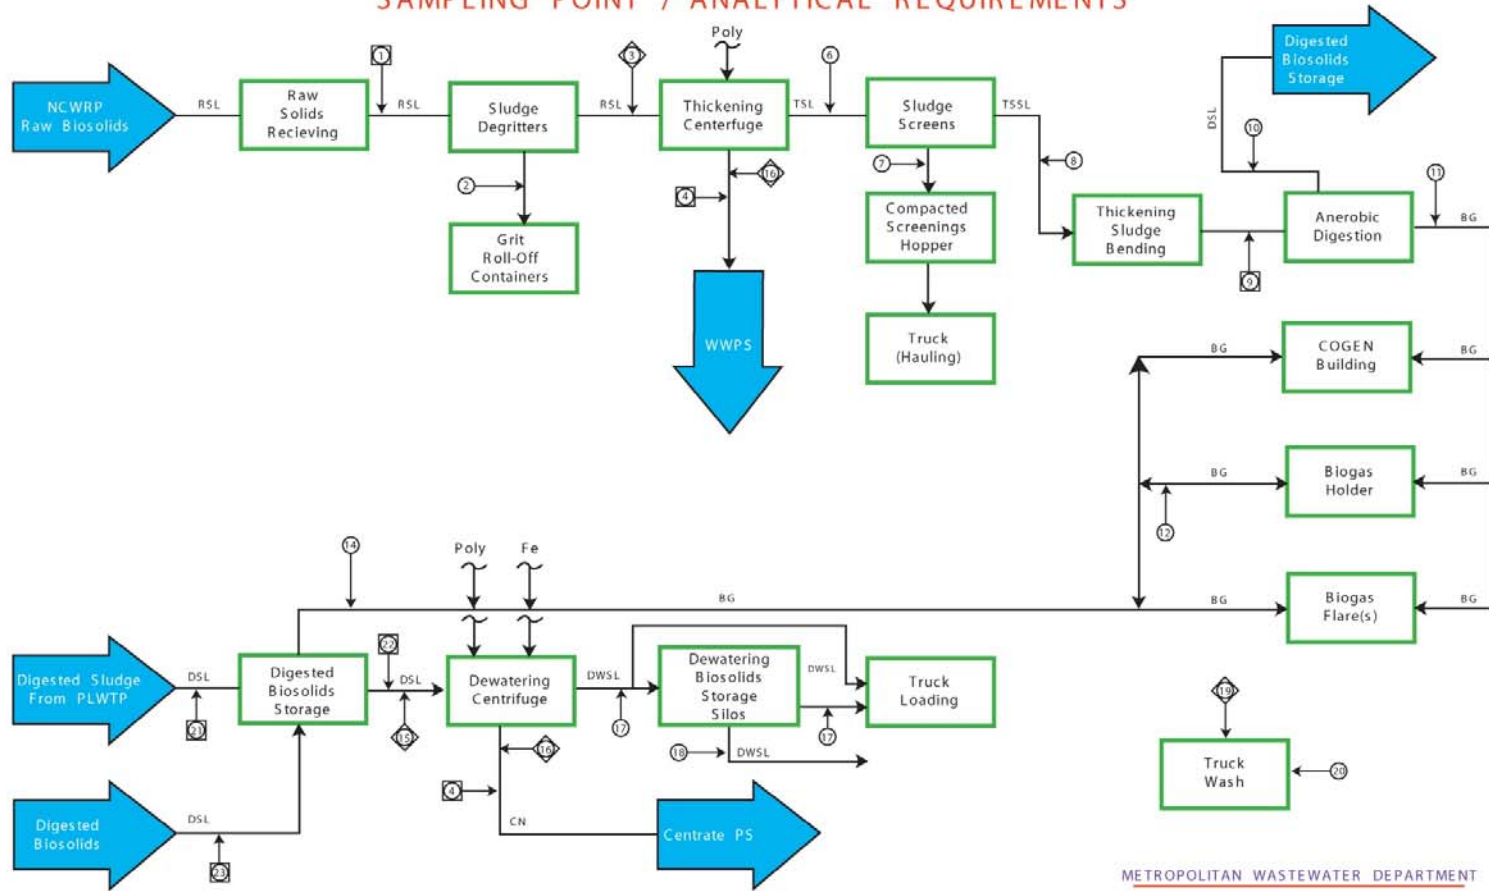 SAMPLING POINT / ANALYTICAL REQUIREMENTS
NCWRP
Raw Biosolids
RSL
Raw
Solids
Recieving
1
RSL
Sludge
Degritters
2
Grit
Roll-Off
Containers
RSL
3
Poly
Thickening
Centerfuge
16
4
WWPS
TSL
6
Sludge
Screens
7
Compacted
Screenings
Hopper
Truck
(Hauling)
TSSL
8
Thickening
Sludge
Bending
9
Anerobic
Digestion
10
DSL
Digested
Biosolids
Storage
11
BG
BG
COGEN
Building
BG
BG
Biogas
Holder
BG
12
BG
Biogas
Flare(s)
BG
14
Poly
Fe
BG
Digested Sludge
From PLWTP
DSL
21
Digested
Biosolids
Storage
22
DSL
15
Dewatering
Centrifuge
16
4
CN
Centrate PS
DWSL
17
Dewatering
Biosolids
Storage
Silos
DWSL
17
18
DWSL
Truck
Loading
19
Truck
Wash
20
Digested
Biosolids
DSL
23
METROPOLITAN WASTEWATER DEPARTMENT